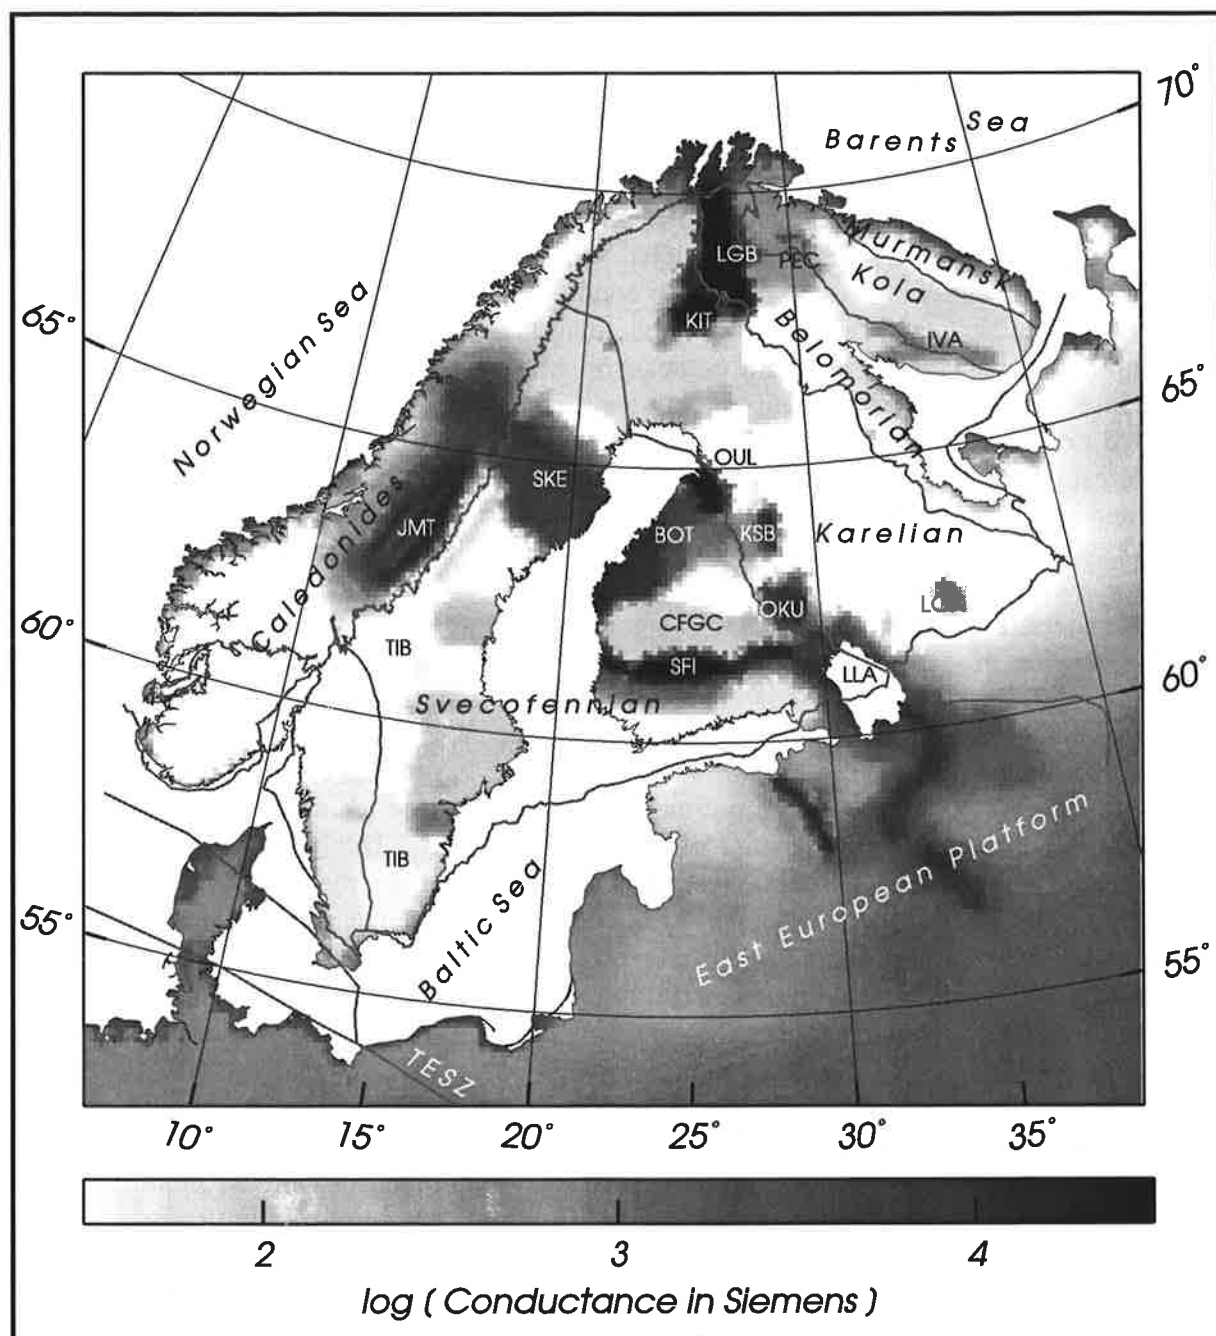 70°
Barents Sea
Murmansk
LGB
PEC
Kola
65°
Norwegian Sea
KIT
IVA
Belomorian
65°
OUL
SKE
JMT
BOT
KSB
Karelian
Caledonides
OKU
60°
CFGC
TIB
SFI
LLA
60°
Svecofennian
East European Platform
TIB
55°
Baltic Sea
55°
TESZ
10° 15° 20° 25° 30° 35°
2 3 4
log ( Conductance in Siemens )